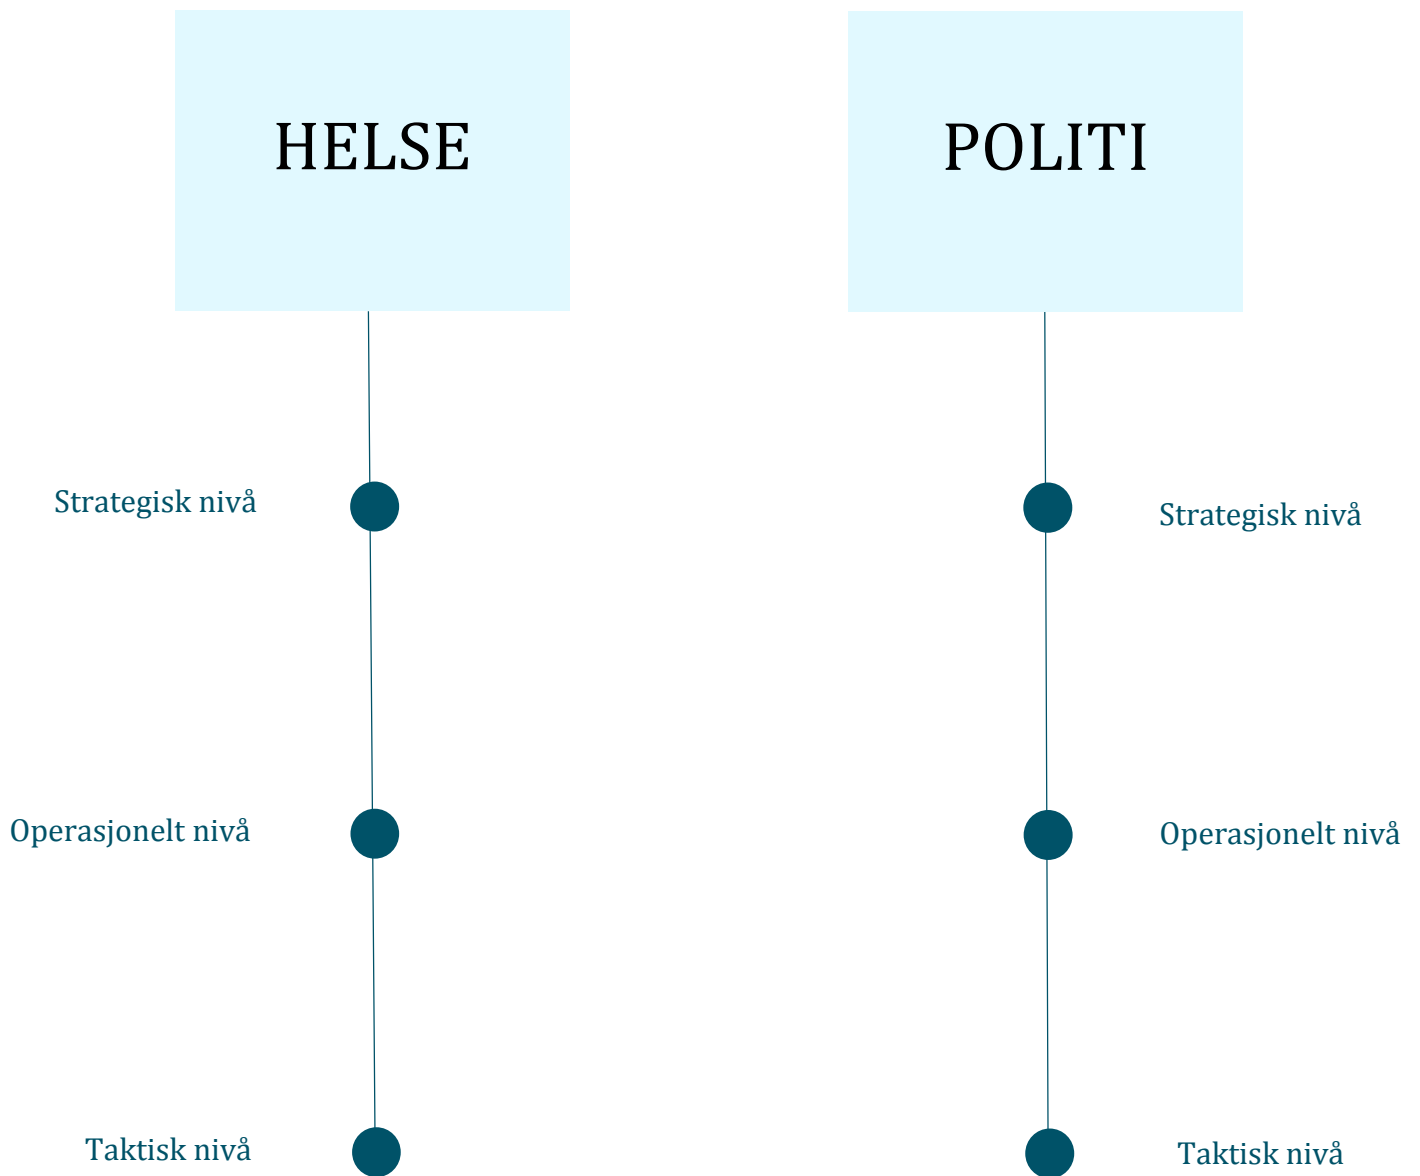 HELSE
POLITI
Strategisk nivå
Strategisk nivå
Operasjonelt nivå
Operasjonelt nivå
Taktisk nivå
Taktisk nivå